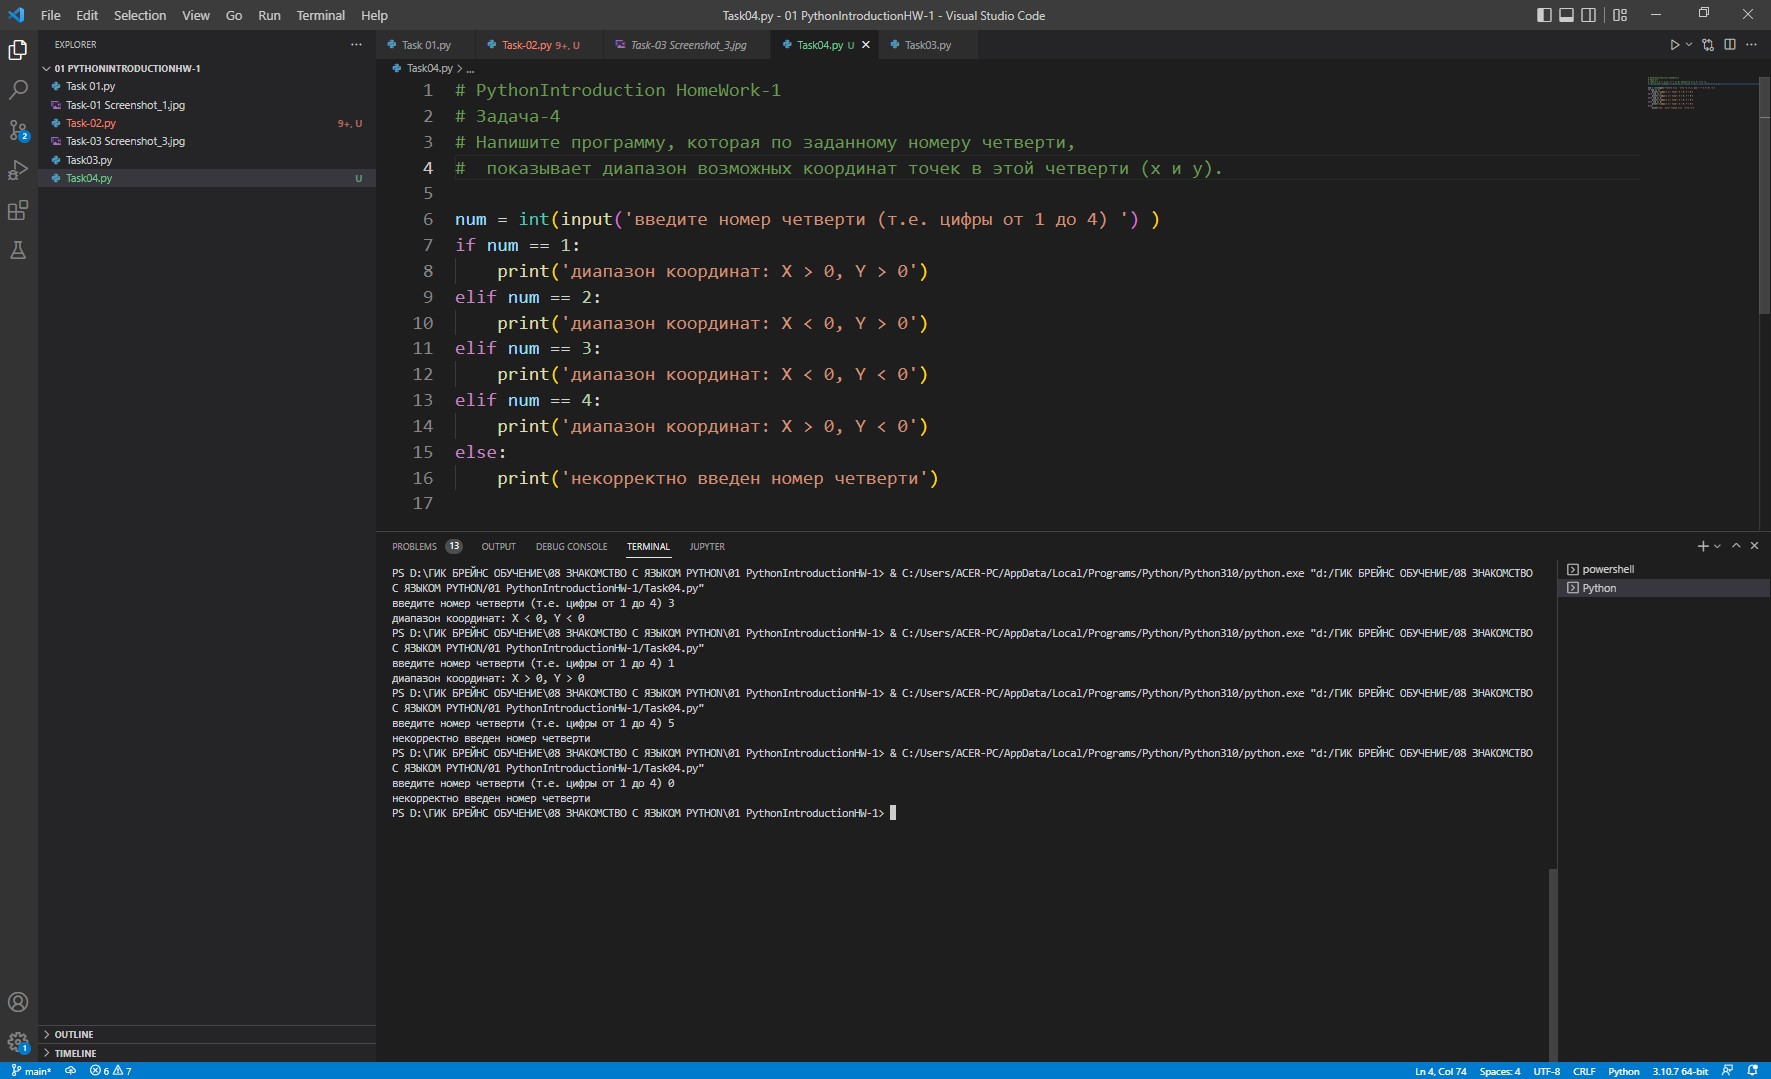 File Edit Selection View Go Run Terminal Help
Task04.py - 01 PythonIntroductionHW-1 - Visual Studio Code
EXPLORER
01 PYTHONINTRODUCTIONHW-1
Task 01.py
Task-01 Screenshot_1.jpg
Task-02.py 9+, U
Task-03 Screenshot_3.jpg
Task03.py
Task04.py U
OUTLINE
TIMELINE
Task 01.py
Task-02.py 9+, U
Task-03 Screenshot_3.jpg
Task04.py U
Task03.py
Task04.py > ...
1 # PythonIntroduction HomeWork-1
2 # Задача-4
3 # Напишите программу, которая по заданному номеру четверти,
4 #  показывает диапазон возможных координат точек в этой четверти (x и y).
5
6 num = int(input('введите номер четверти (т.е. цифры от 1 до 4) ') )
7 if num == 1:
8     print('диапазон координат: X > 0, Y > 0')
9 elif num == 2:
10     print('диапазон координат: X < 0, Y > 0')
11 elif num == 3:
12     print('диапазон координат: X < 0, Y < 0')
13 elif num == 4:
14     print('диапазон координат: X > 0, Y < 0')
15 else:
16     print('некорректно введен номер четверти')
17
PROBLEMS 13 OUTPUT DEBUG CONSOLE TERMINAL JUPYTER
PS D:\ГИК БРЕЙНС ОБУЧЕНИЕ\08 ЗНАКОМСТВО С ЯЗЫКОМ PYTHON\01 PythonIntroductionHW-1> & C:/Users/ACER-PC/AppData/Local/Programs/Python/Python310/python.exe "d:/ГИК БРЕЙНС ОБУЧЕНИЕ/08 ЗНАКОМСТВО
С ЯЗЫКОМ PYTHON/01 PythonIntroductionHW-1/Task04.py"
введите номер четверти (т.е. цифры от 1 до 4) 3
диапазон координат: X < 0, Y < 0
PS D:\ГИК БРЕЙНС ОБУЧЕНИЕ\08 ЗНАКОМСТВО С ЯЗЫКОМ PYTHON\01 PythonIntroductionHW-1> & C:/Users/ACER-PC/AppData/Local/Programs/Python/Python310/python.exe "d:/ГИК БРЕЙНС ОБУЧЕНИЕ/08 ЗНАКОМСТВО
С ЯЗЫКОМ PYTHON/01 PythonIntroductionHW-1/Task04.py"
введите номер четверти (т.е. цифры от 1 до 4) 1
диапазон координат: X > 0, Y > 0
PS D:\ГИК БРЕЙНС ОБУЧЕНИЕ\08 ЗНАКОМСТВО С ЯЗЫКОМ PYTHON\01 PythonIntroductionHW-1> & C:/Users/ACER-PC/AppData/Local/Programs/Python/Python310/python.exe "d:/ГИК БРЕЙНС ОБУЧЕНИЕ/08 ЗНАКОМСТВО
С ЯЗЫКОМ PYTHON/01 PythonIntroductionHW-1/Task04.py"
введите номер четверти (т.е. цифры от 1 до 4) 5
некорректно введен номер четверти
PS D:\ГИК БРЕЙНС ОБУЧЕНИЕ\08 ЗНАКОМСТВО С ЯЗЫКОМ PYTHON\01 PythonIntroductionHW-1> & C:/Users/ACER-PC/AppData/Local/Programs/Python/Python310/python.exe "d:/ГИК БРЕЙНС ОБУЧЕНИЕ/08 ЗНАКОМСТВО
С ЯЗЫКОМ PYTHON/01 PythonIntroductionHW-1/Task04.py"
введите номер четверти (т.е. цифры от 1 до 4) 0
некорректно введен номер четверти
PS D:\ГИК БРЕЙНС ОБУЧЕНИЕ\08 ЗНАКОМСТВО С ЯЗЫКОМ PYTHON\01 PythonIntroductionHW-1>
powershell
Python
2
1
main* 6 7
Ln 4, Col 74 Spaces: 4 UTF-8 CRLF Python 3.10.7 64-bit